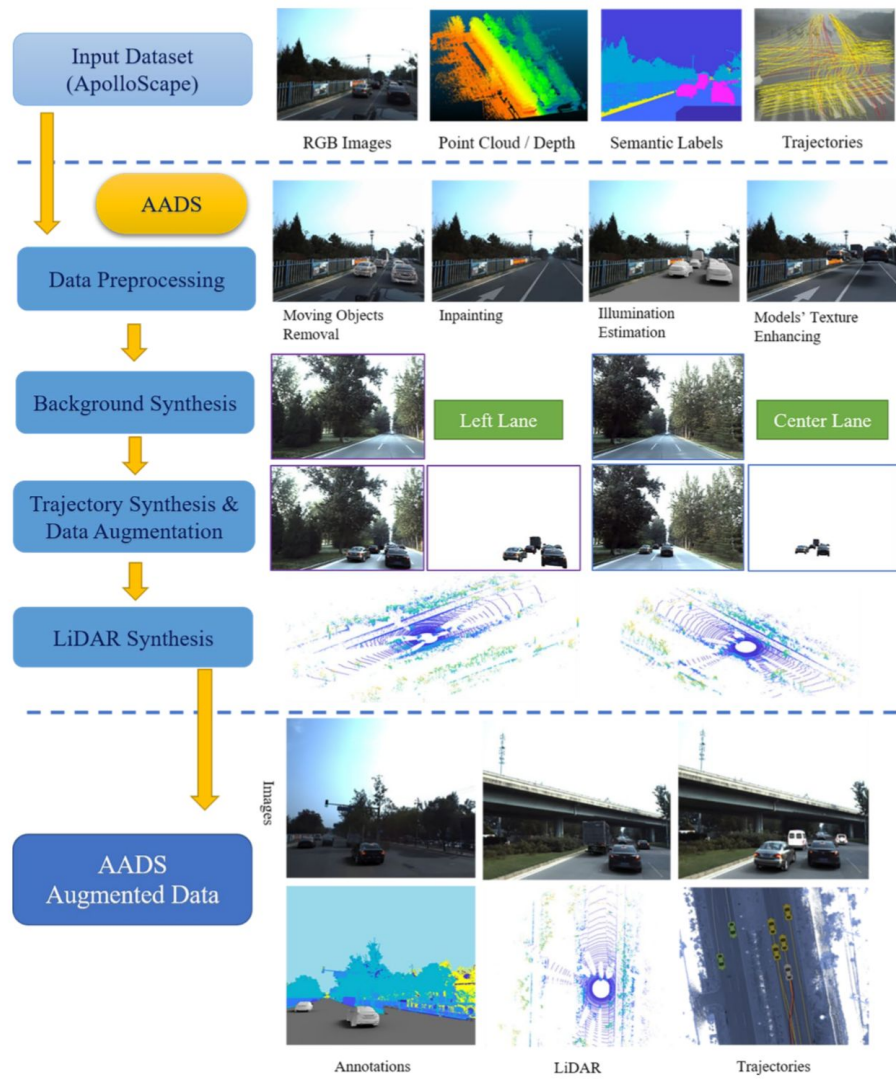 Input Dataset
(ApolloScape)
RGB Images
Point Cloud / Depth
Semantic Labels
Trajectories
AADS
Data Preprocessing
Moving Objects
Removal
Inpainting
Illumination
Estimation
Models' Texture
Enhancing
Background Synthesis
Left Lane
Center Lane
Trajectory Synthesis &
Data Augmentation
LiDAR Synthesis
Images
AADS
Augmented Data
Annotations
LiDAR
Trajectories